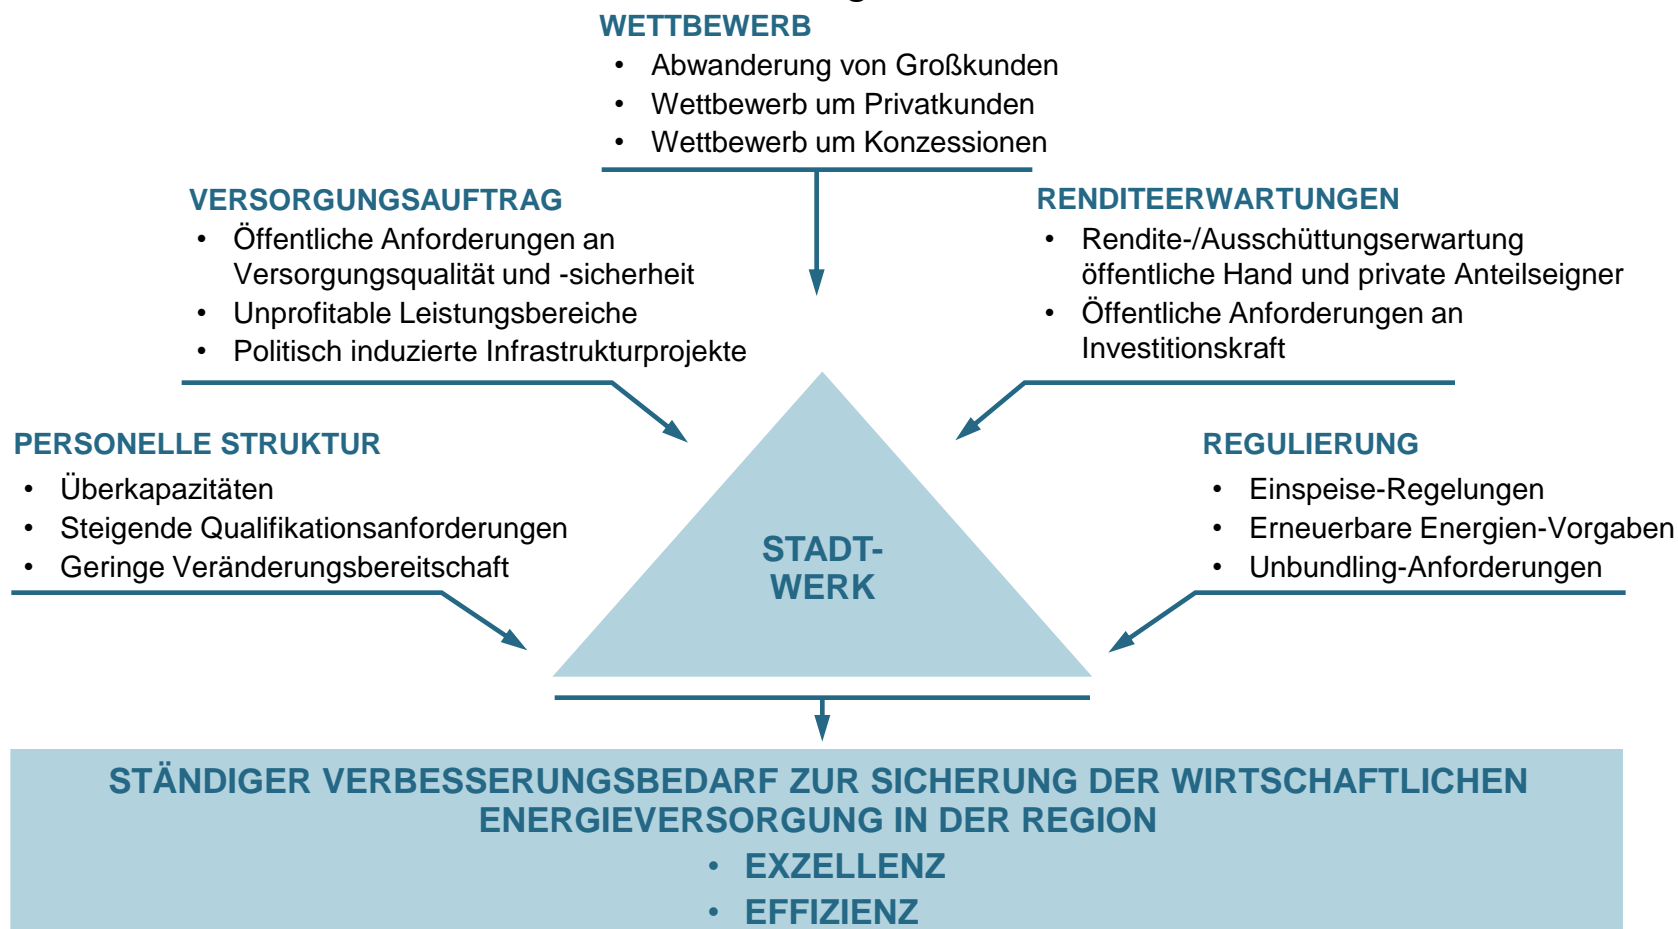 WETTBEWERB
• Abwanderung von Großkunden
• Wettbewerb um Privatkunden
• Wettbewerb um Konzessionen
VERSORGUNGSAUFTRAG
• Öffentliche Anforderungen an
Versorgungsqualität und -sicherheit
• Unprofitable Leistungsbereiche
• Politisch induzierte Infrastrukturprojekte
RENDITEERWARTUNGEN
• Rendite-/Ausschüttungserwartung
öffentliche Hand und private Anteilseigner
• Öffentliche Anforderungen an
Investitionskraft
PERSONELLE STRUKTUR
• Überkapazitäten
• Steigende Qualifikationsanforderungen
• Geringe Veränderungsbereitschaft
REGULIERUNG
• Einspeise-Regelungen
• Erneuerbare Energien-Vorgaben
• Unbundling-Anforderungen
STADT-
WERK
STÄNDIGER VERBESSERUNGSBEDARF ZUR SICHERUNG DER WIRTSCHAFTLICHEN
ENERGIEVERSORGUNG IN DER REGION
• EXZELLENZ
• EFFIZIENZ